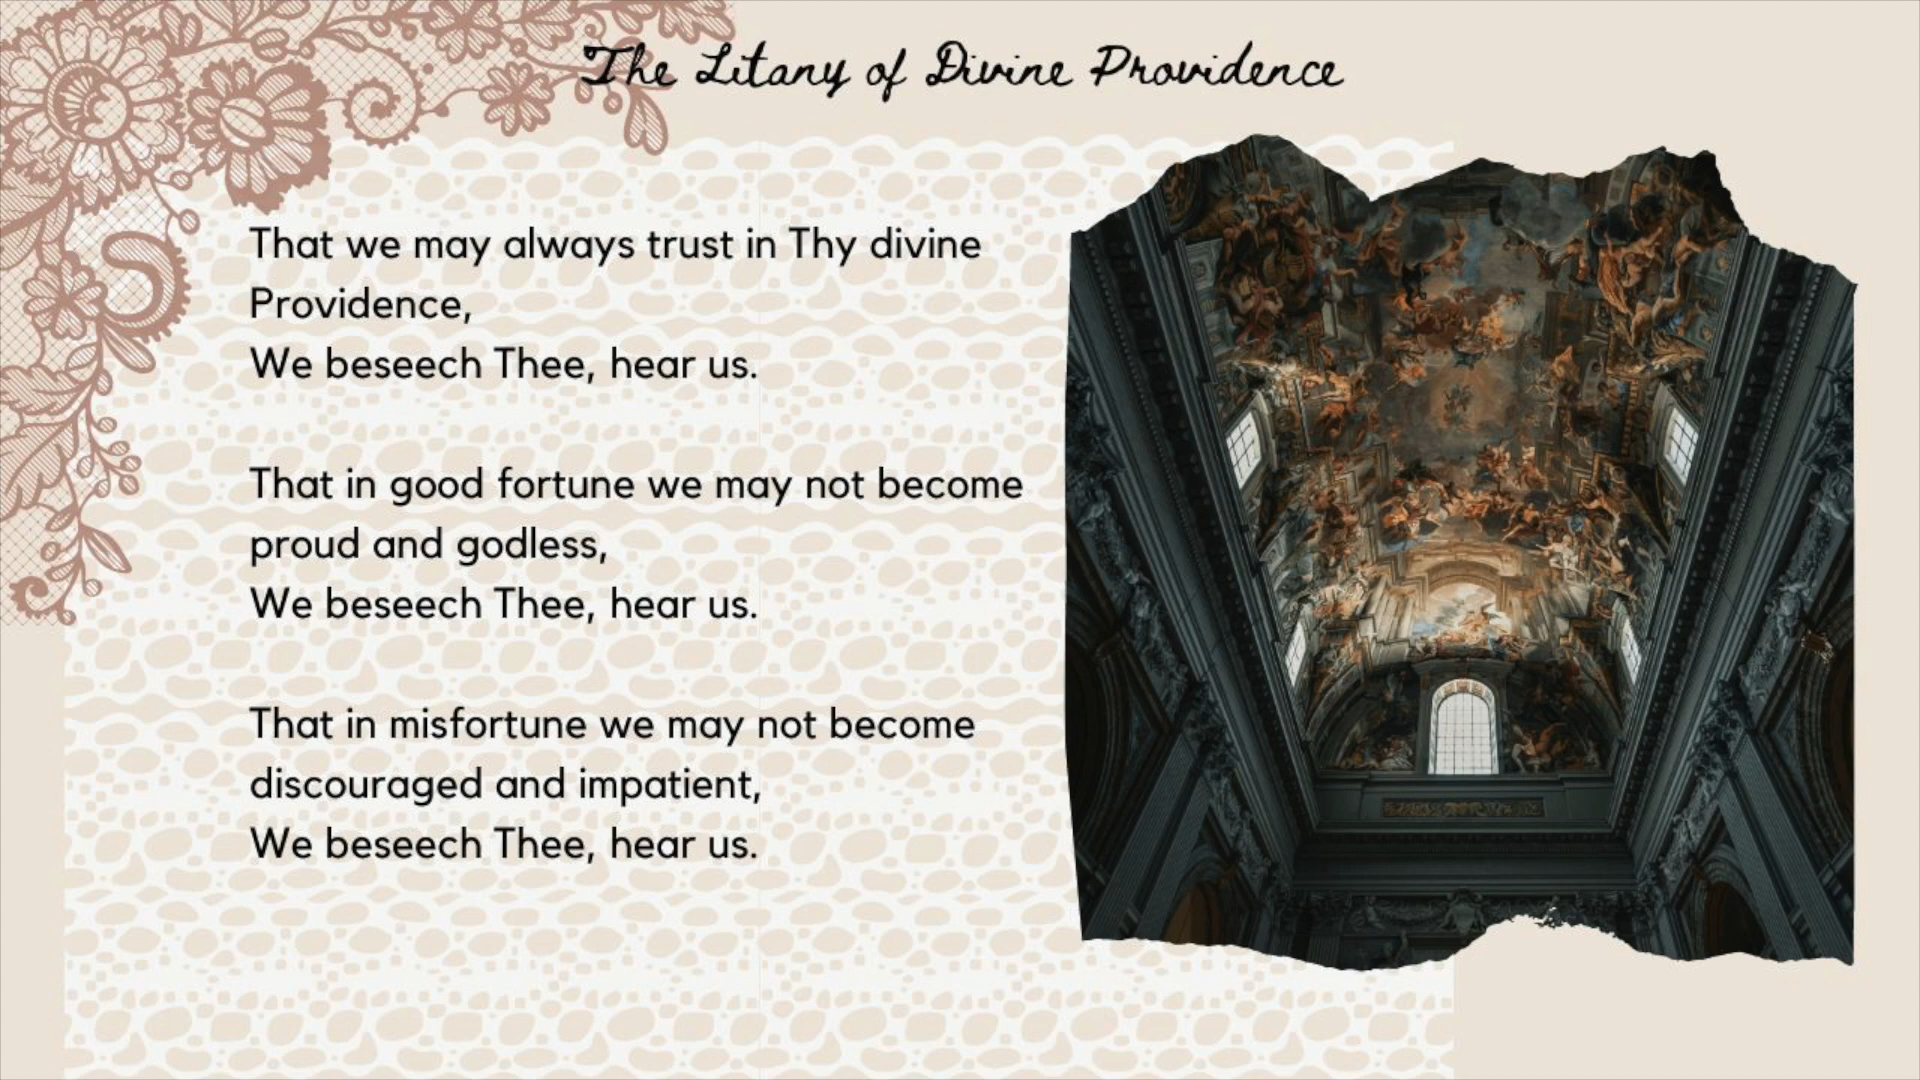 The Litany of Divine Providence
That we may always trust in Thy divine
Providence,
We beseech Thee, hear us.
That in good fortune we may not become
proud and godless,
We beseech Thee, hear us.
That in misfortune we may not become
discouraged and impatient,
We beseech Thee, hear us.